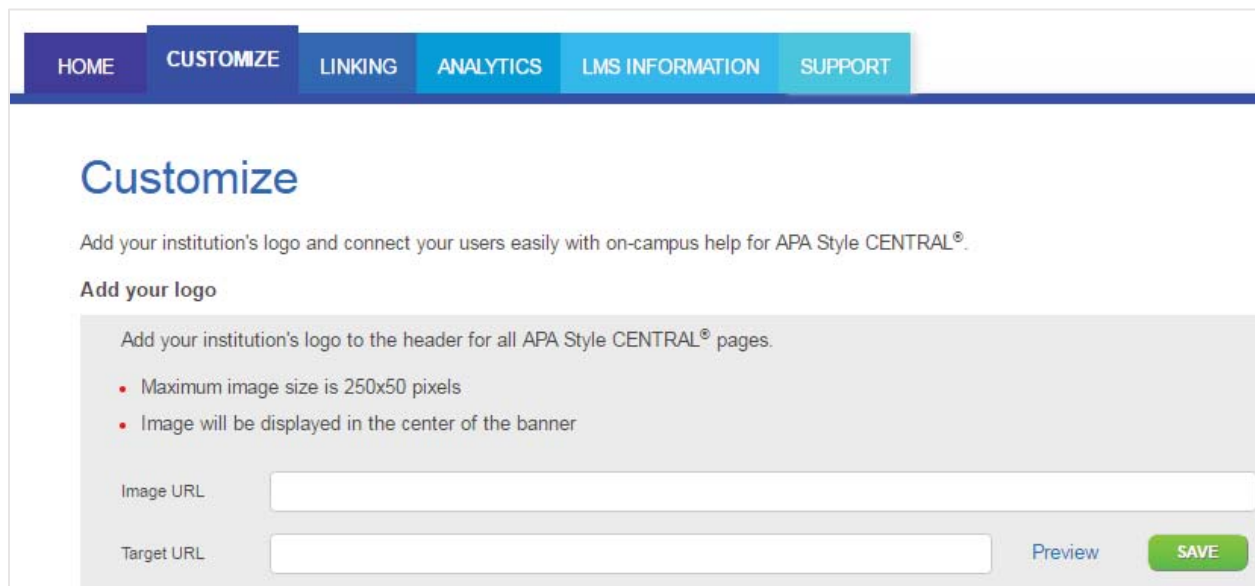 HOME CUSTOMIZE LINKING ANALYTICS LMS INFORMATION SUPPORT
Customize
Add your institution's logo and connect your users easily with on-campus help for APA Style CENTRAL®.
Add your logo
Add your institution's logo to the header for all APA Style CENTRAL® pages.
• Maximum image size is 250x50 pixels
• Image will be displayed in the center of the banner
Image URL
Target URL Preview SAVE